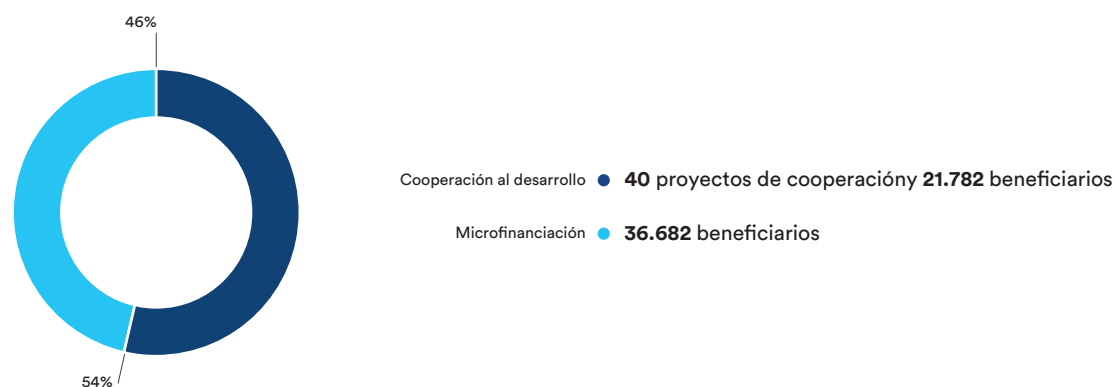 46%
Cooperación al desarrollo 40 proyectos de cooperacióny 21.782 beneficiarios
Microfinanciación 36.682 beneficiarios
54%